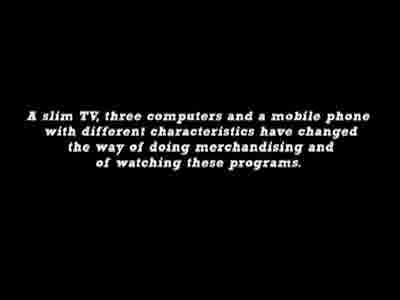 A slim TV, three computers and a mobile phone
with different characteristics have changed
the way of doing merchandising and
of watching these programs.